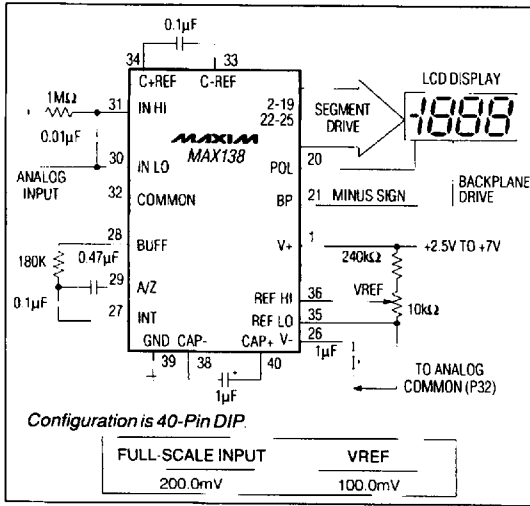 0.1µF
34 33
C+REF C-REF
1MΩ
31 IN HI
0.01µF
30 IN LO
ANALOG
INPUT
32 COMMON
28 BUFF
180K 0.47µF
29 A/Z
0.1µF
27 INT
MAXIM
MAX138
2-19
22-25
SEGMENT
DRIVE
LCD DISPLAY
-1888
POL 20
BP 21 MINUS SIGN
BACKPLANE
DRIVE
V+ 1 +2.5V TO +7V
240kΩ
REF HI 36 VREF
10kΩ
REF LO 35
V- 26
1µF
GND CAP- CAP+
39 38 40
1µF
TO ANALOG
COMMON (P32)
Configuration is 40-Pin DIP.
FULL-SCALE INPUT VREF
200.0mV 100.0mV